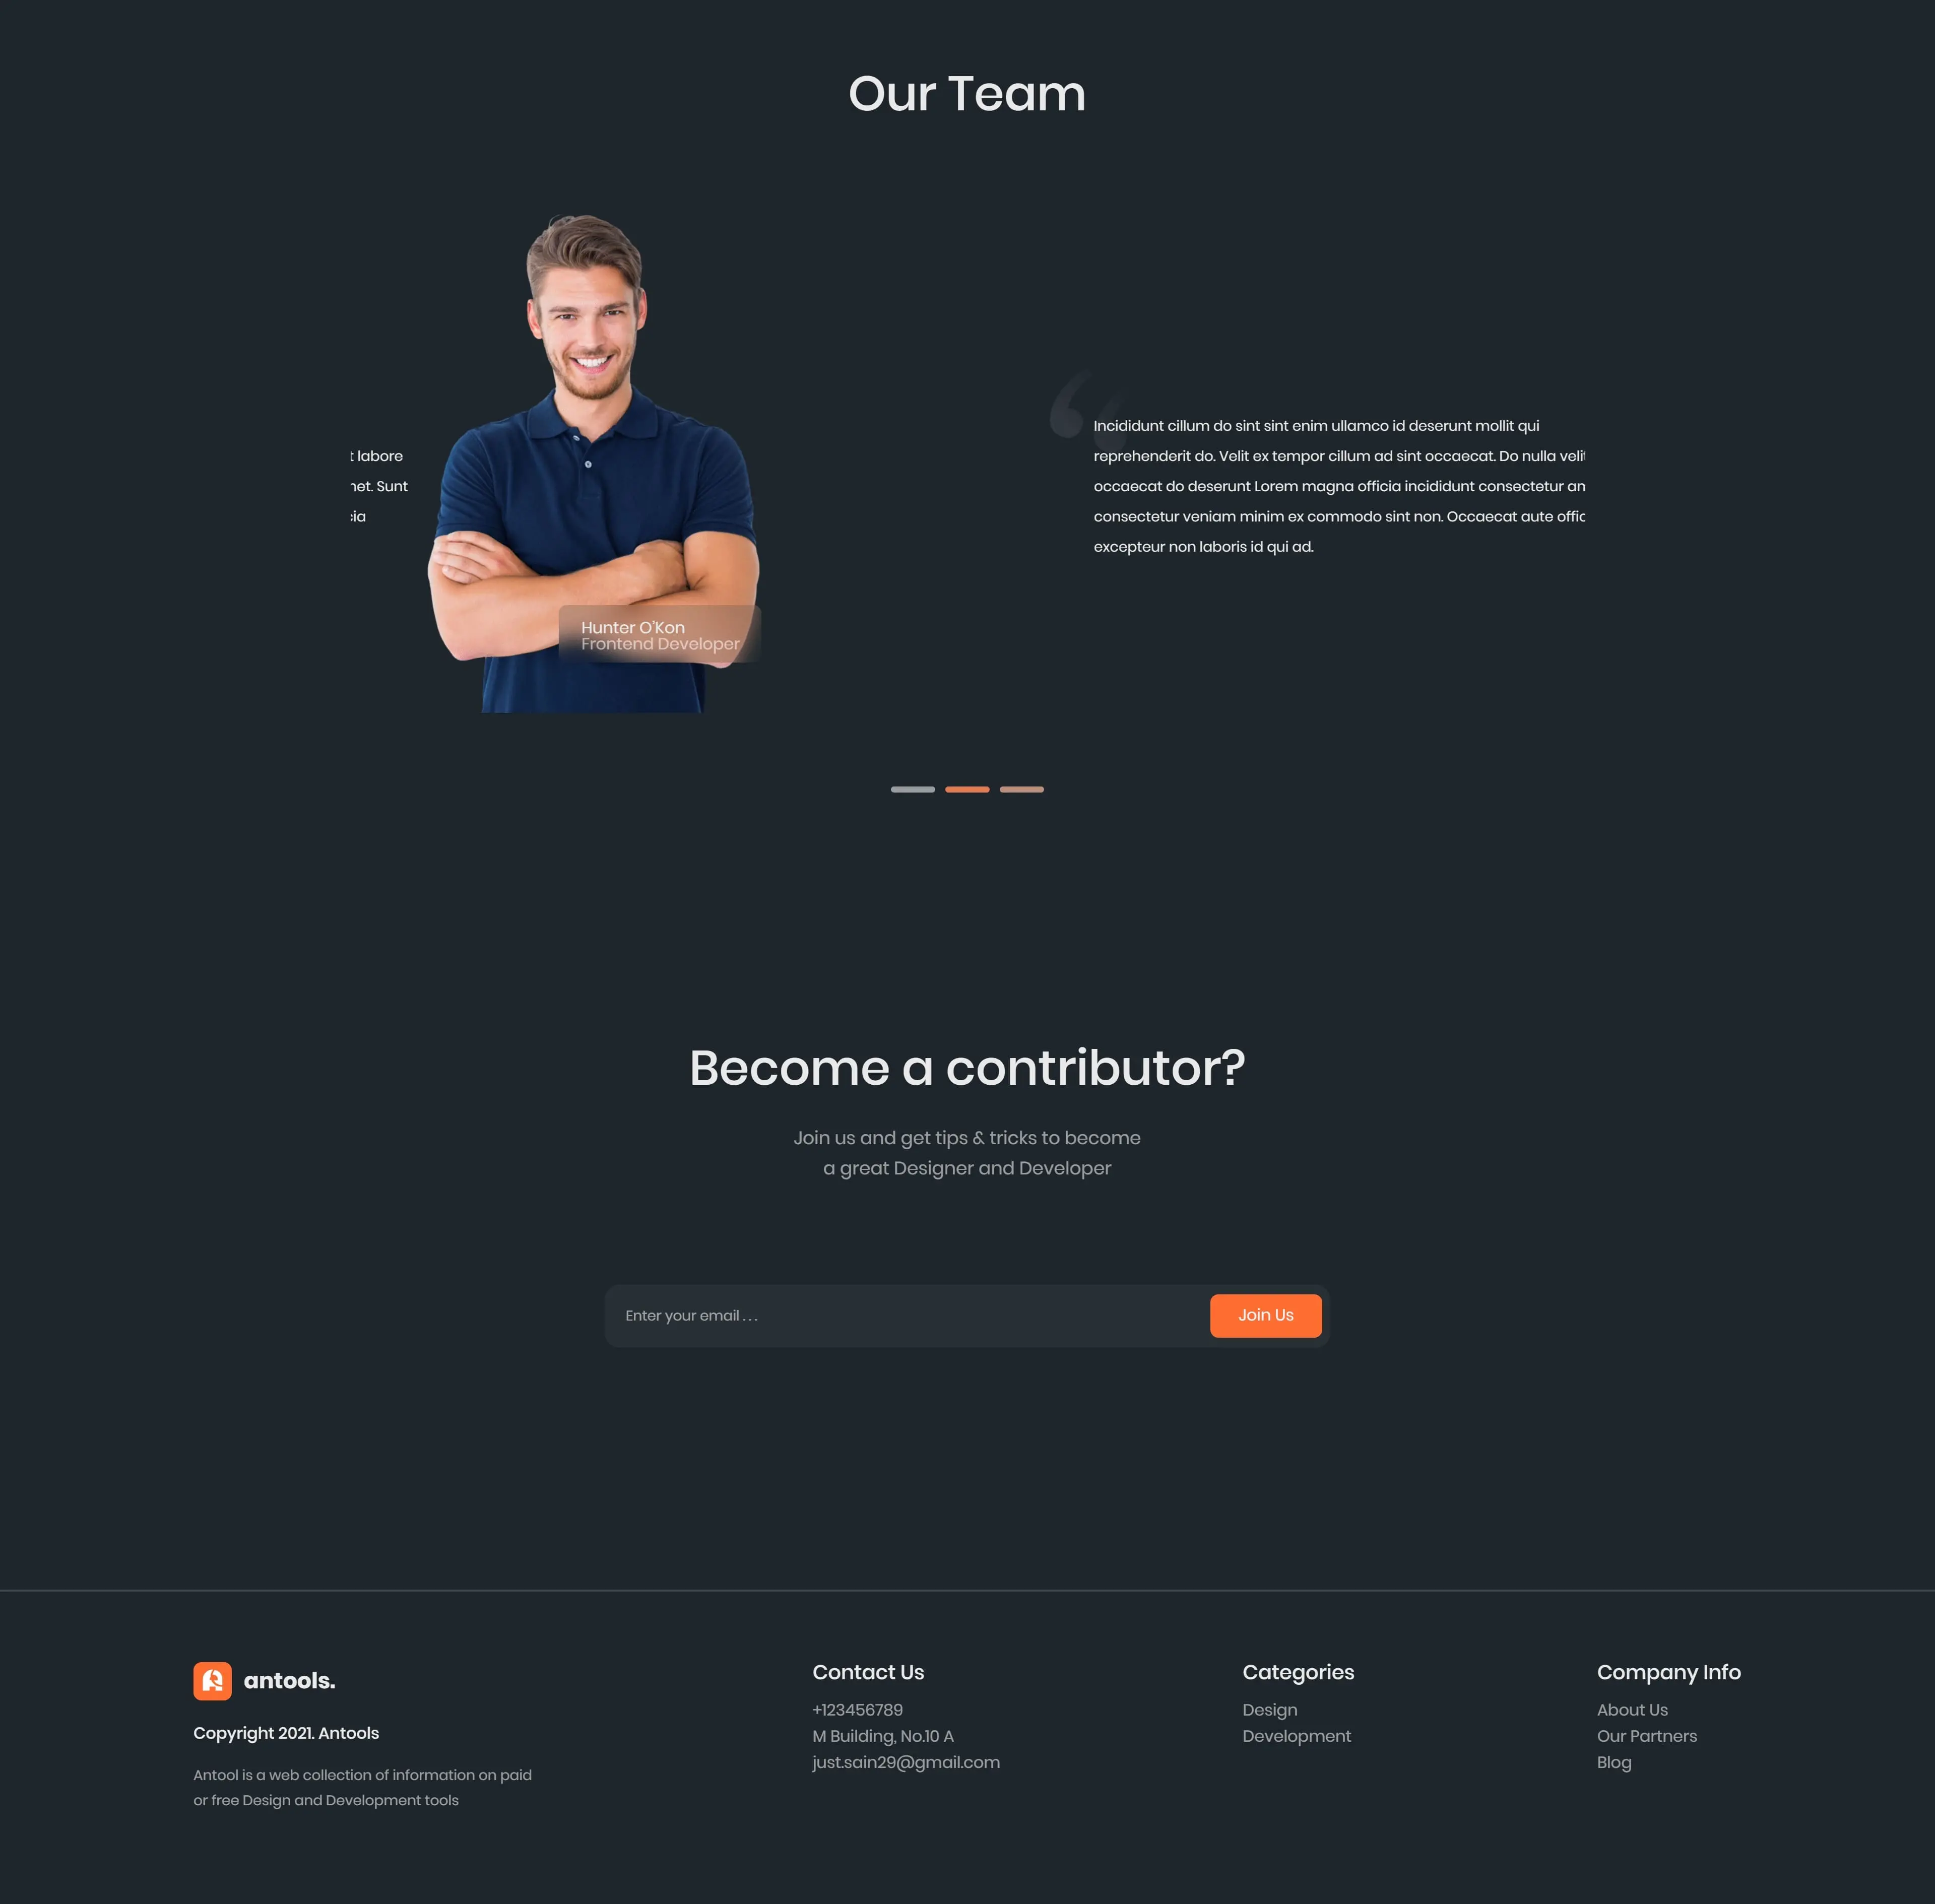 Our Team
labore
Sunt
Incididunt cillum do sint sint enim ullamco id deserunt mollit qui
reprehenderit do. Velit ex tempor cillum ad sint occaecat. Do nulla velit
occaecat do deserunt Lorem magna officia incididunt consectetur
consectetur veniam minim ex commodo sint non. Occaecat aute
excepteur non laboris id qui ad.
Hunter O'Kon
Frontend Developer
Become a contributor?
Join us and get tips & tricks to become
a great Designer and Developer
Enter your email . . .
Join Us
antools.
Copyright 2021. Antools
Antool is a web collection of information on paid
or free Design and Development tools
Contact Us
+123456789
M Building, No.10 A
just.sain29@gmail.com
Categories
Design
Development
Company Info
About Us
Our Partners
Blog